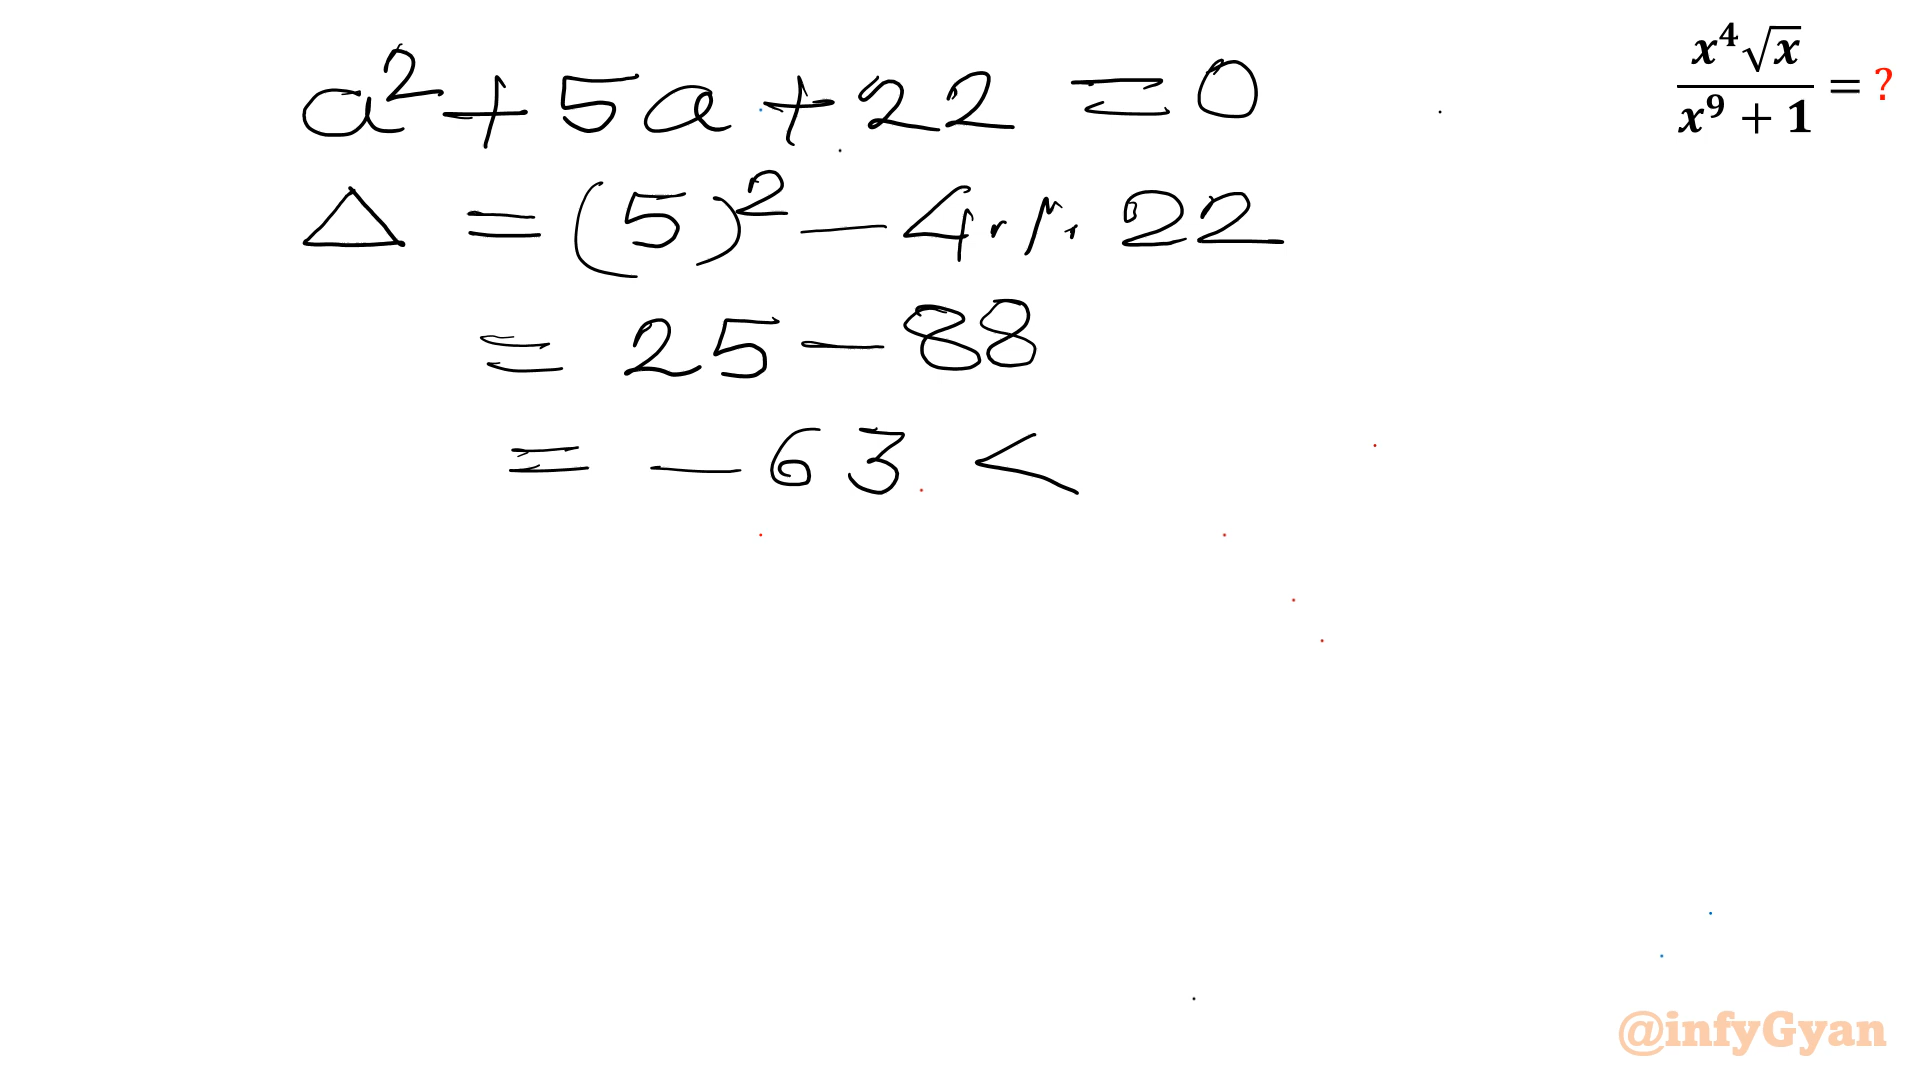 a² + 5a + 22 = 0
x⁴√x / x⁹ + 1 = ?
Δ = (5)² − 4.1.22
= 25 − 88
= − 63 <
@infyGyan